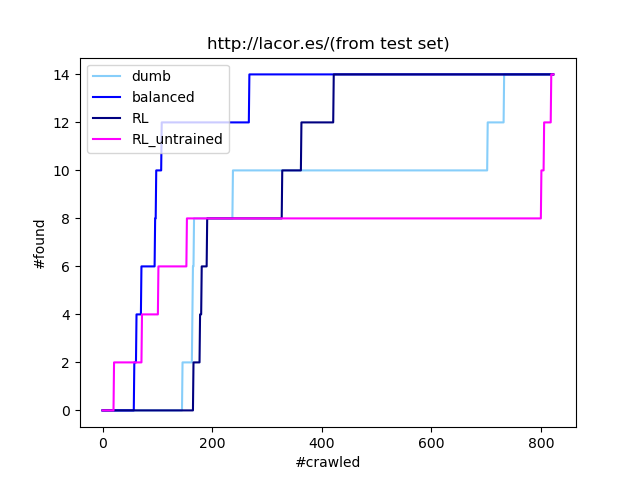 http://lacor.es/(from test set)
dumb
balanced
RL
RL_untrained
14
12
10
8
6
4
2
0
#found
0 200 400 600 800
#crawled